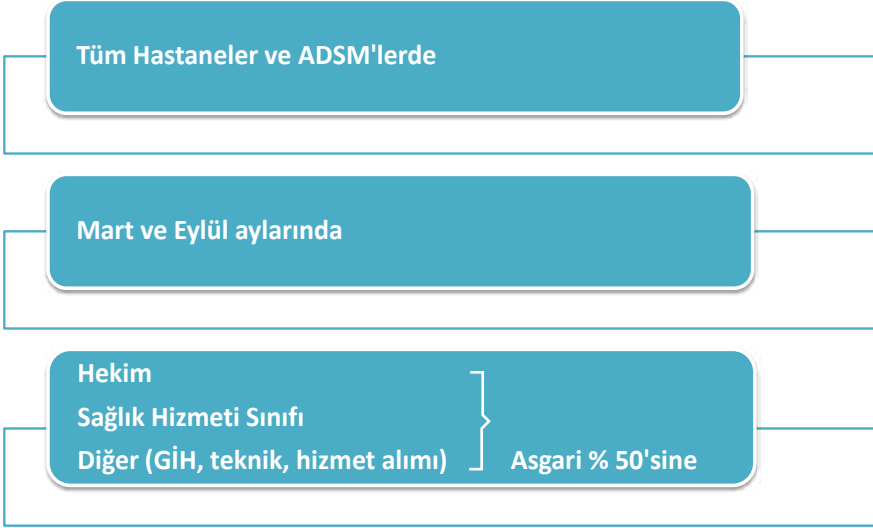 Tüm Hastaneler ve ADSM'lerde
Mart ve Eylül aylarında
Hekim
Sağlık Hizmeti Sınıfı
Diğer (GİH, teknik, hizmet alımı) Asgari % 50'sine